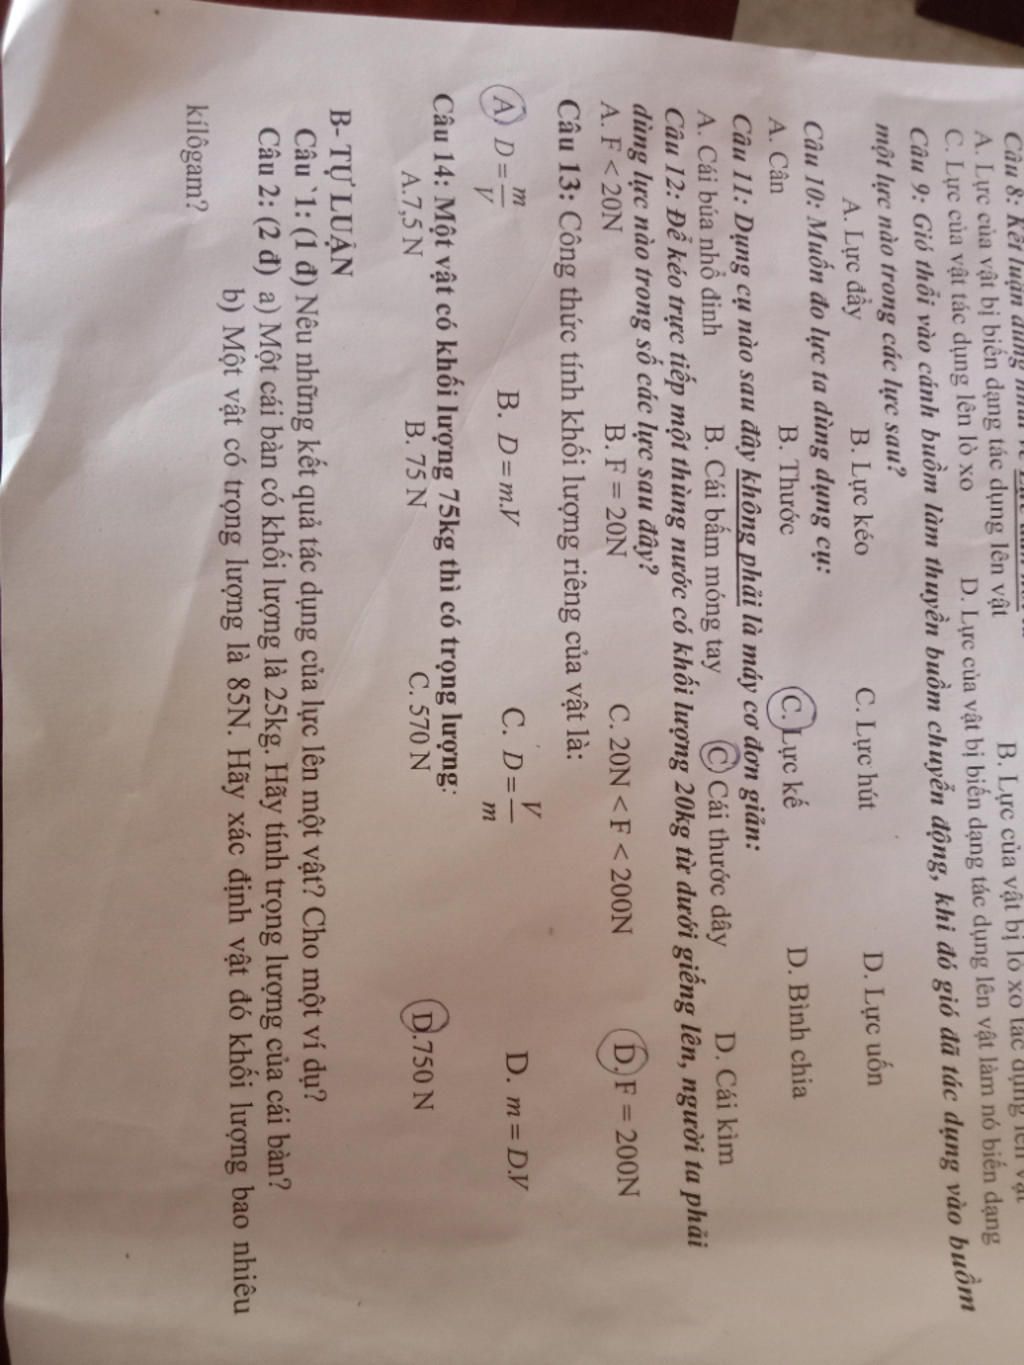 Câu 8: Kết luận đúng
A. Lực của vật bị biến dạng tác dụng lên vật B. Lực của vật bị lò xo tác dụng lên vật
C. Lực của vật tác dụng lên lò xo D. Lực của vật bị biến dạng tác dụng lên vật làm nó biến dạng
Câu 9: Gió thổi vào cánh buồm làm thuyền buồm chuyển động, khi đó gió đã tác dụng vào buồm
một lực nào trong các lực sau?
A. Lực đẩy B. Lực kéo C. Lực hút D. Lực uốn
Câu 10: Muốn đo lực ta dùng dụng cụ:
A. Cân B. Thước C. Lực kế D. Bình chia
Câu 11: Dụng cụ nào sau đây không phải là máy cơ đơn giản:
A. Cái búa nhổ đinh B. Cái bấm móng tay C. Cái thước dây D. Cái kìm
Câu 12: Để kéo trực tiếp một thùng nước có khối lượng 20kg từ dưới giếng lên, người ta phải
dùng lực nào trong số các lực sau đây?
A. F < 20N B. F = 20N C. 20N < F < 200N D. F = 200N
Câu 13: Công thức tính khối lượng riêng của vật là:
A. D = m/V B. D = m.V C. D = V/m D. m = D.V
Câu 14: Một vật có khối lượng 75kg thì có trọng lượng:
A.7,5 N B. 75 N C. 570 N D.750 N
B- TỰ LUẬN
Câu `1: (1 đ) Nêu những kết quả tác dụng của lực lên một vật? Cho một ví dụ?
Câu 2: (2 đ) a) Một cái bàn có khối lượng là 25kg. Hãy tính trọng lượng của cái bàn?
b) Một vật có trọng lượng là 85N. Hãy xác định vật đó khối lượng bao nhiêu
kilôgam?